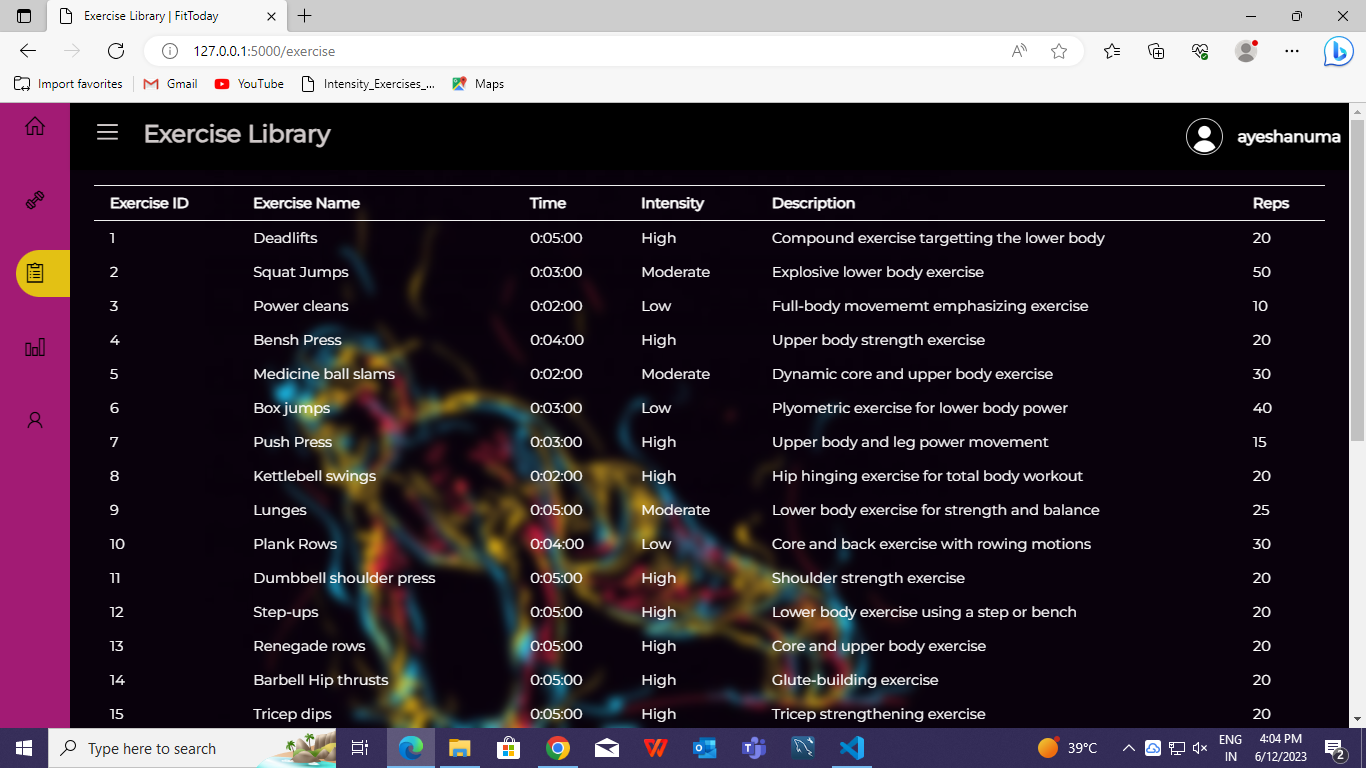 Exercise Library | FitToday
127.0.0.1:5000/exercise
Import favorites Gmail YouTube Intensity_Exercises_... Maps
Exercise Library ayeshanuma
Exercise ID Exercise Name Time Intensity Description Reps
1 Deadlifts 0:05:00 High Compound exercise targetting the lower body 20
2 Squat Jumps 0:03:00 Moderate Explosive lower body exercise 50
3 Power cleans 0:02:00 Low Full-body movememt emphasizing exercise 10
4 Bensh Press 0:04:00 High Upper body strength exercise 20
5 Medicine ball slams 0:02:00 Moderate Dynamic core and upper body exercise 30
6 Box jumps 0:03:00 Low Plyometric exercise for lower body power 40
7 Push Press 0:03:00 High Upper body and leg power movement 15
8 Kettlebell swings 0:02:00 High Hip hinging exercise for total body workout 20
9 Lunges 0:05:00 Moderate Lower body exercise for strength and balance 25
10 Plank Rows 0:04:00 Low Core and back exercise with rowing motions 30
11 Dumbbell shoulder press 0:05:00 High Shoulder strength exercise 20
12 Step-ups 0:05:00 High Lower body exercise using a step or bench 20
13 Renegade rows 0:05:00 High Core and upper body exercise 20
14 Barbell Hip thrusts 0:05:00 High Glute-building exercise 20
15 Tricep dips 0:05:00 High Tricep strengthening exercise 20
Type here to search 39°C ENG 4:04 PM
IN 6/12/2023 2